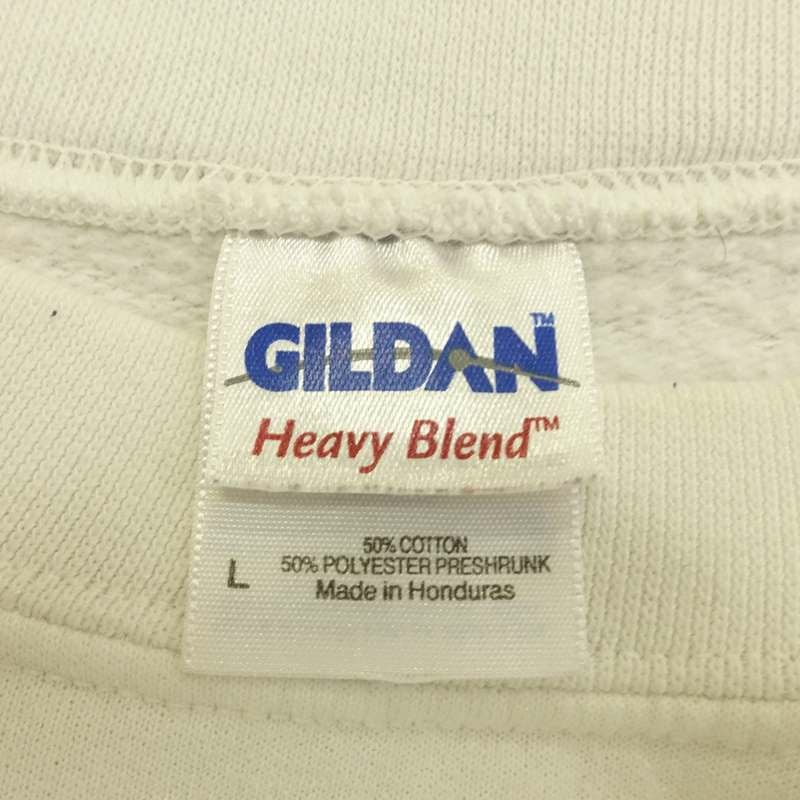 GILDAN™
Heavy Blend™
50% COTTON
L 50% POLYESTER PRESHRUNK
Made in Honduras